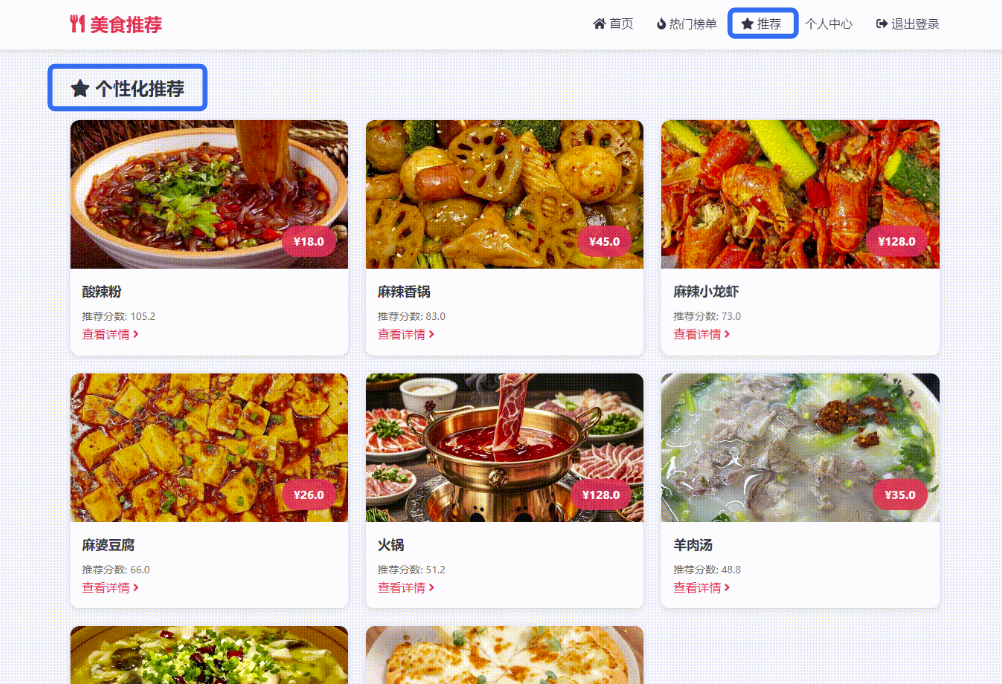 美食推荐
首页 热门榜单 推荐 个人中心 退出登录
个性化推荐
¥18.0
酸辣粉
推荐分数: 105.2
查看详情
¥45.0
麻辣香锅
推荐分数: 83.0
查看详情
¥128.0
麻辣小龙虾
推荐分数: 73.0
查看详情
¥26.0
麻婆豆腐
推荐分数: 66.0
查看详情
¥128.0
火锅
推荐分数: 51.2
查看详情
¥35.0
羊肉汤
推荐分数: 48.8
查看详情